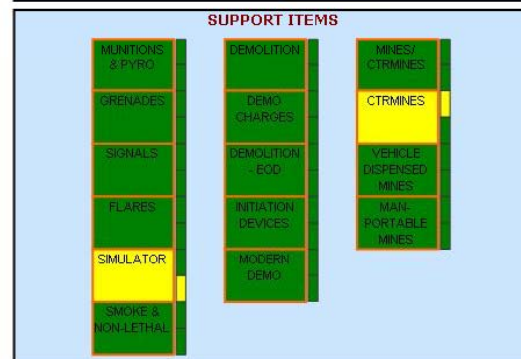 SUPPORT ITEMS
MUNITIONS
& PYRO
GRENADES
SIGNALS
FLARES
SIMULATOR
SMOKE &
NON-LETHAL
DEMOLITION
DEMO
CHARGES
DEMOLITION
- EOD
INITIATION
DEVICES
MODERN
DEMO
MINES/
CTRMINES
CTRMINES
VEHICLE
DISPENSED
MINES
MAN-
PORTABLE
MINES